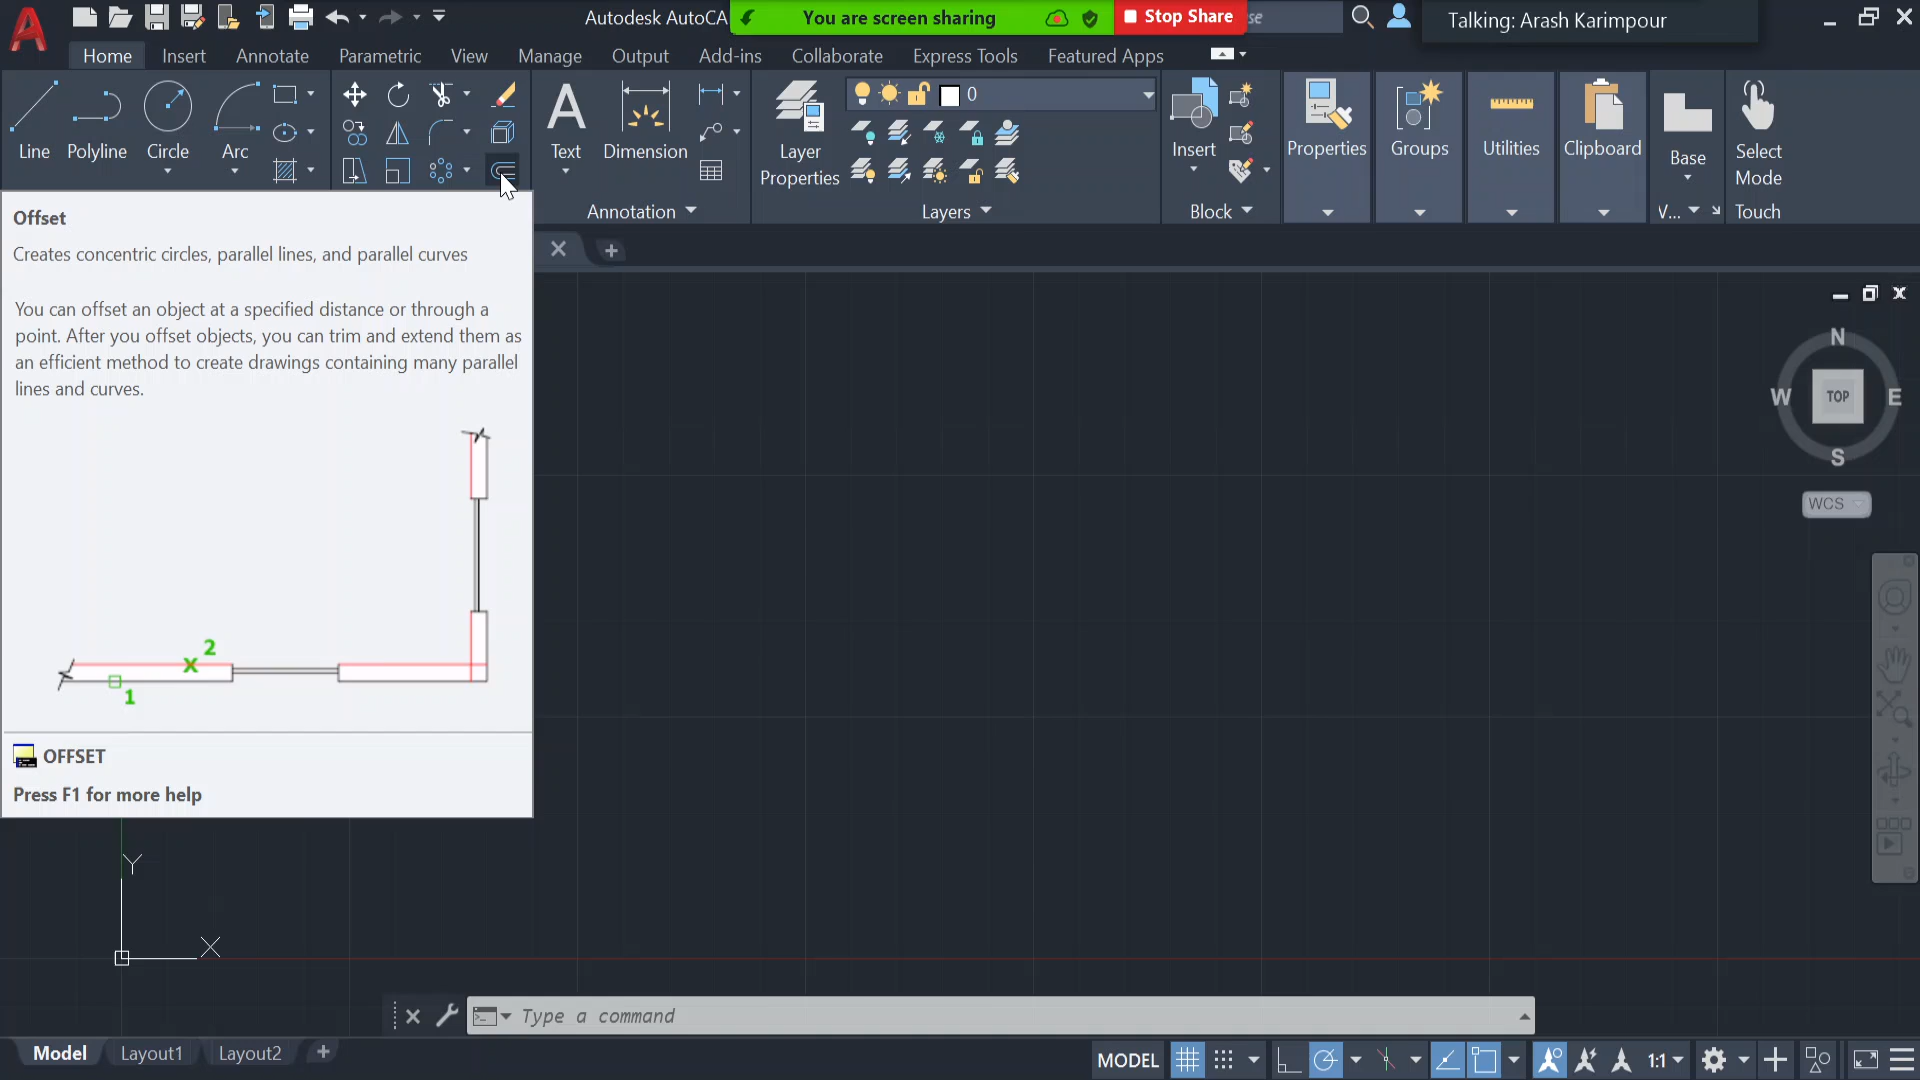 Autodesk AutoCA
You are screen sharing
Stop Share
se
Talking: Arash Karimpour
Home Insert Annotate Parametric View Manage Output Add-ins Collaborate Express Tools Featured Apps
Line Polyline Circle Arc
Text Dimension
Layer Properties
0
Insert
Properties
Groups
Utilities
Clipboard
Base
Select Mode
Annotation
Layers
Block
V...
Touch
Offset
Creates concentric circles, parallel lines, and parallel curves
You can offset an object at a specified distance or through a
point. After you offset objects, you can trim and extend them as
an efficient method to create drawings containing many parallel
lines and curves.
2
x
1
OFFSET
Press F1 for more help
N
W TOP E
S
WCS
Y
X
Type a command
Model Layout1 Layout2
MODEL
1:1